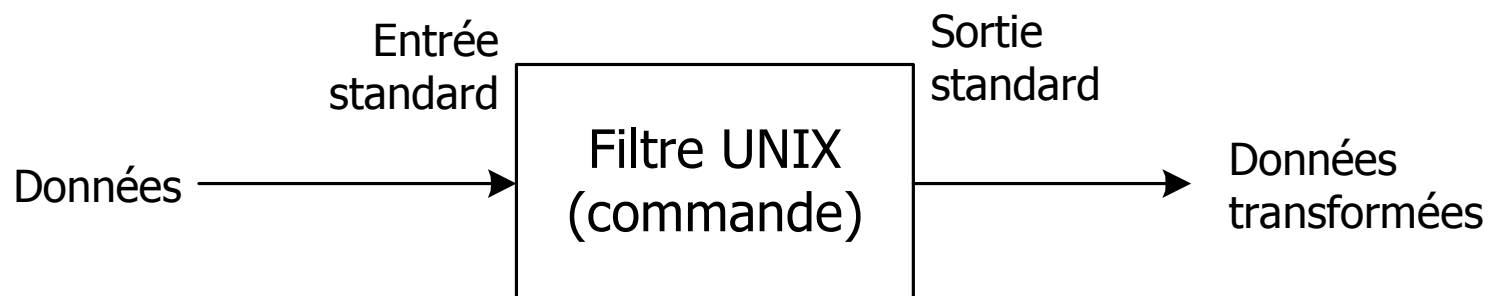 Entrée
standard
Sortie
standard
Données
Filtre UNIX
(commande)
Données
transformées